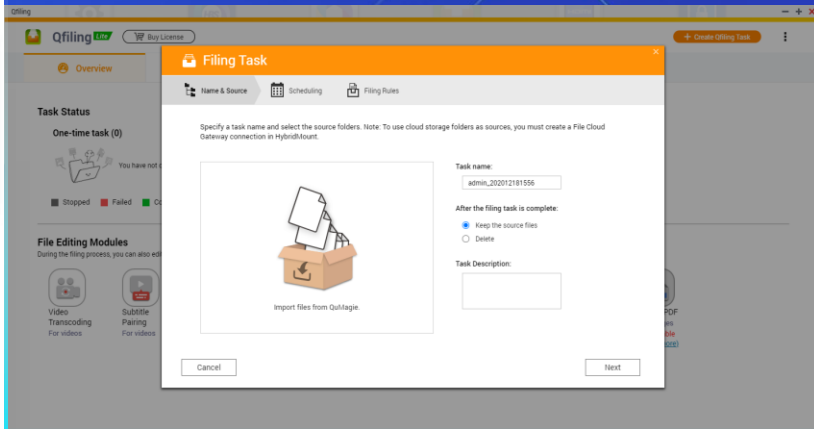 Qfiling
Qfiling Lite
Buy License
+ Create Qfiling Task
Overview
Filing Task
Name & Source
Scheduling
Filing Rules
Specify a task name and select the source folders. Note: To use cloud storage folders as sources, you must create a File Cloud
Gateway connection in HybridMount.
Import files from QuMagie.
Task name:
admin_202012181556
After the filing task is complete:
Keep the source files
Delete
Task Description:
Cancel
Next
Task Status
One-time task (0)
You have not
Stopped
Failed
File Editing Modules
During the filing process, you can also edi
Video
Transcoding
For videos
Subtitle
Pairing
For videos
PDF